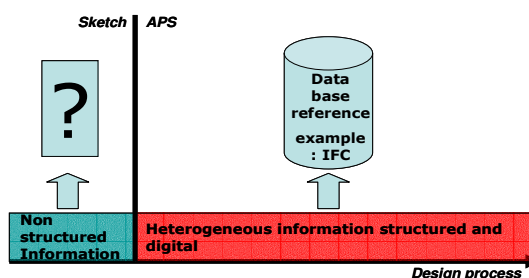 Sketch
APS
?
Data
base
reference
example
: IFC
Non
structured
Information
Heterogeneous information structured and
digital
Design process